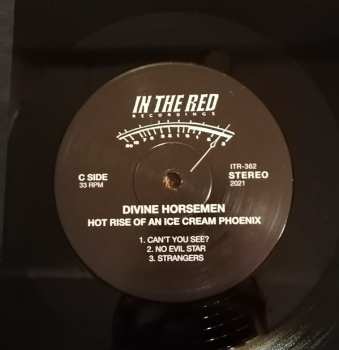 IN THE RED
RECORDINGS
C SIDE
33 RPM
ITR-362
STEREO
2021
DIVINE HORSEMEN
HOT RISE OF AN ICE CREAM PHOENIX
1. CAN'T YOU SEE?
2. NO EVIL STAR
3. STRANGERS